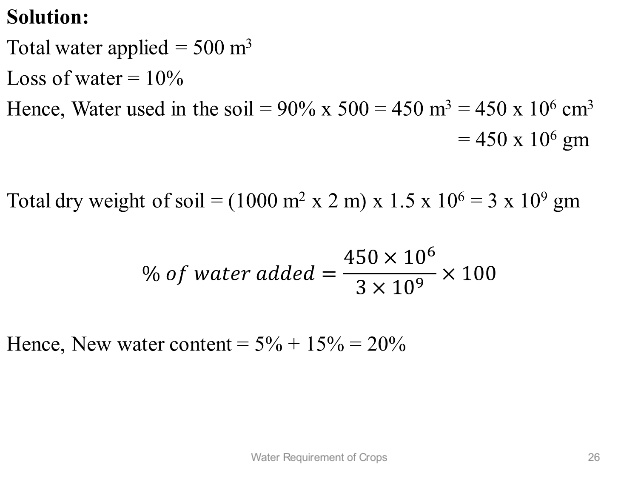 Solution:
Total water applied = 500 m³
Loss of water = 10%
Hence, Water used in the soil = 90% x 500 = 450 m³ = 450 x 10⁶ cm³
= 450 x 10⁶ gm
Total dry weight of soil = (1000 m² x 2 m) x 1.5 x 10⁶ = 3 x 10⁹ gm
% of water added = (450 × 10⁶)/(3 × 10⁹) × 100
Hence, New water content = 5% + 15% = 20%
Water Requirement of Crops 26